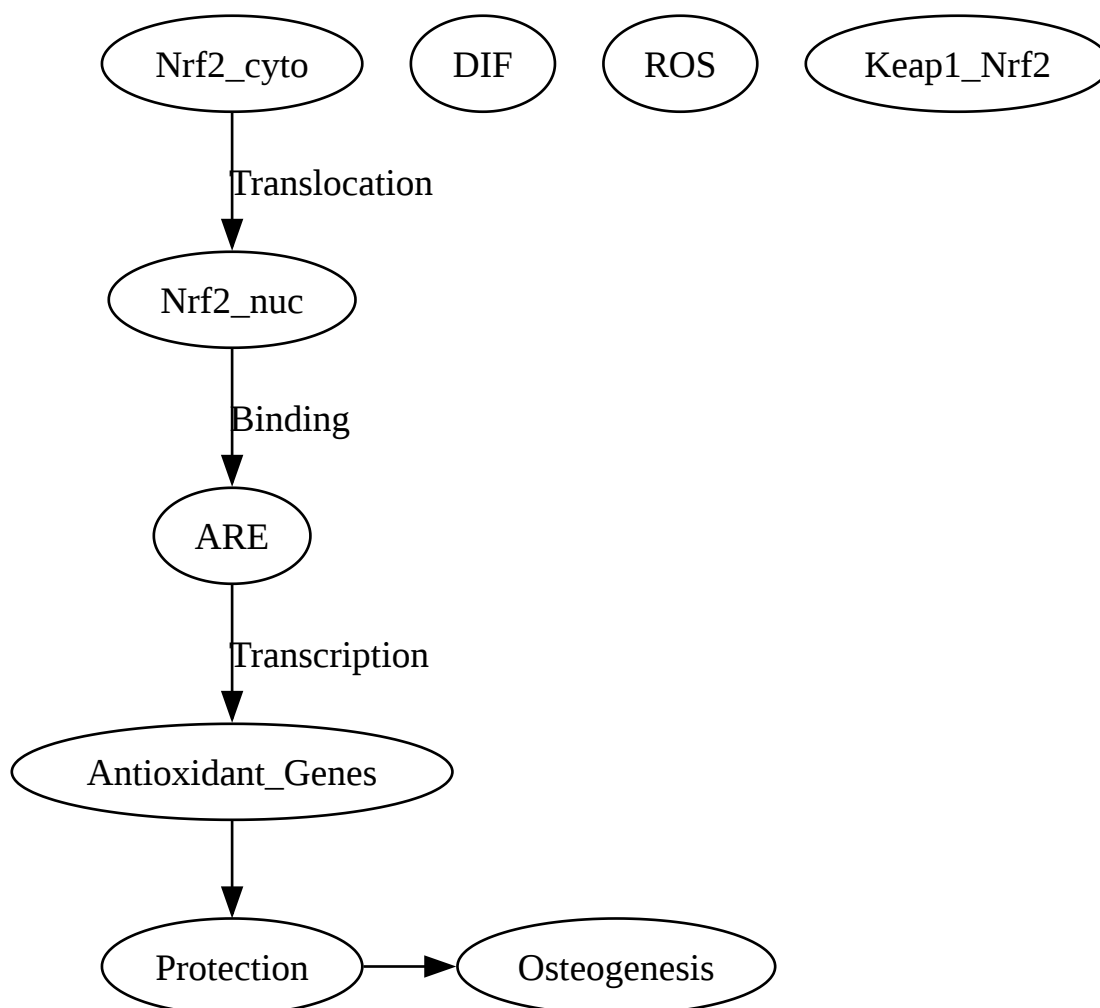 Nrf2_cyto
DIF
ROS
Keap1_Nrf2
Translocation
Nrf2_nuc
Binding
ARE
Transcription
Antioxidant_Genes
Protection
Osteogenesis